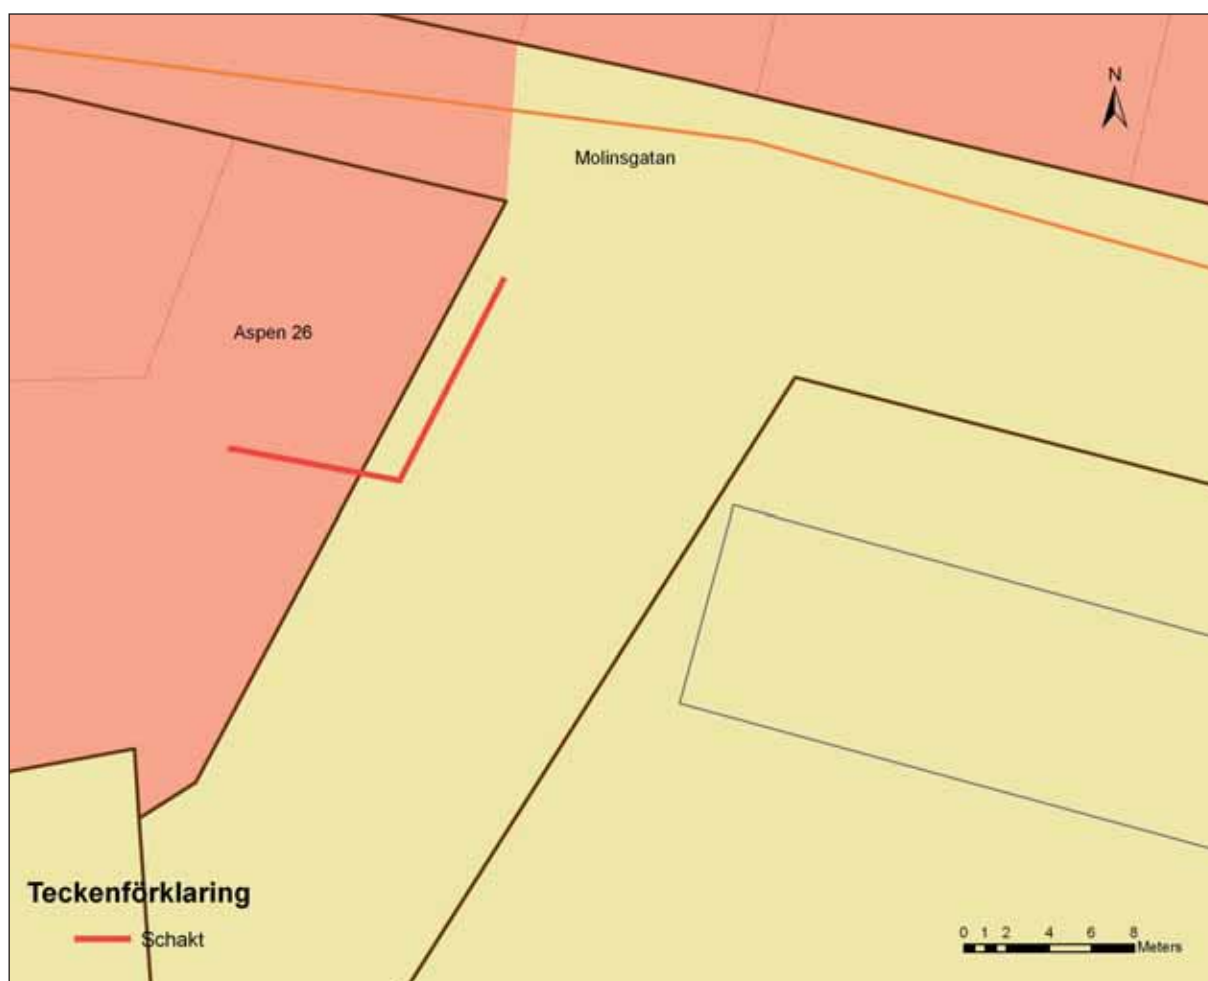 N
Molinsgatan
Aspen 26
Teckenförklaring
Schakt
0 1 2 4 6 8
Meters